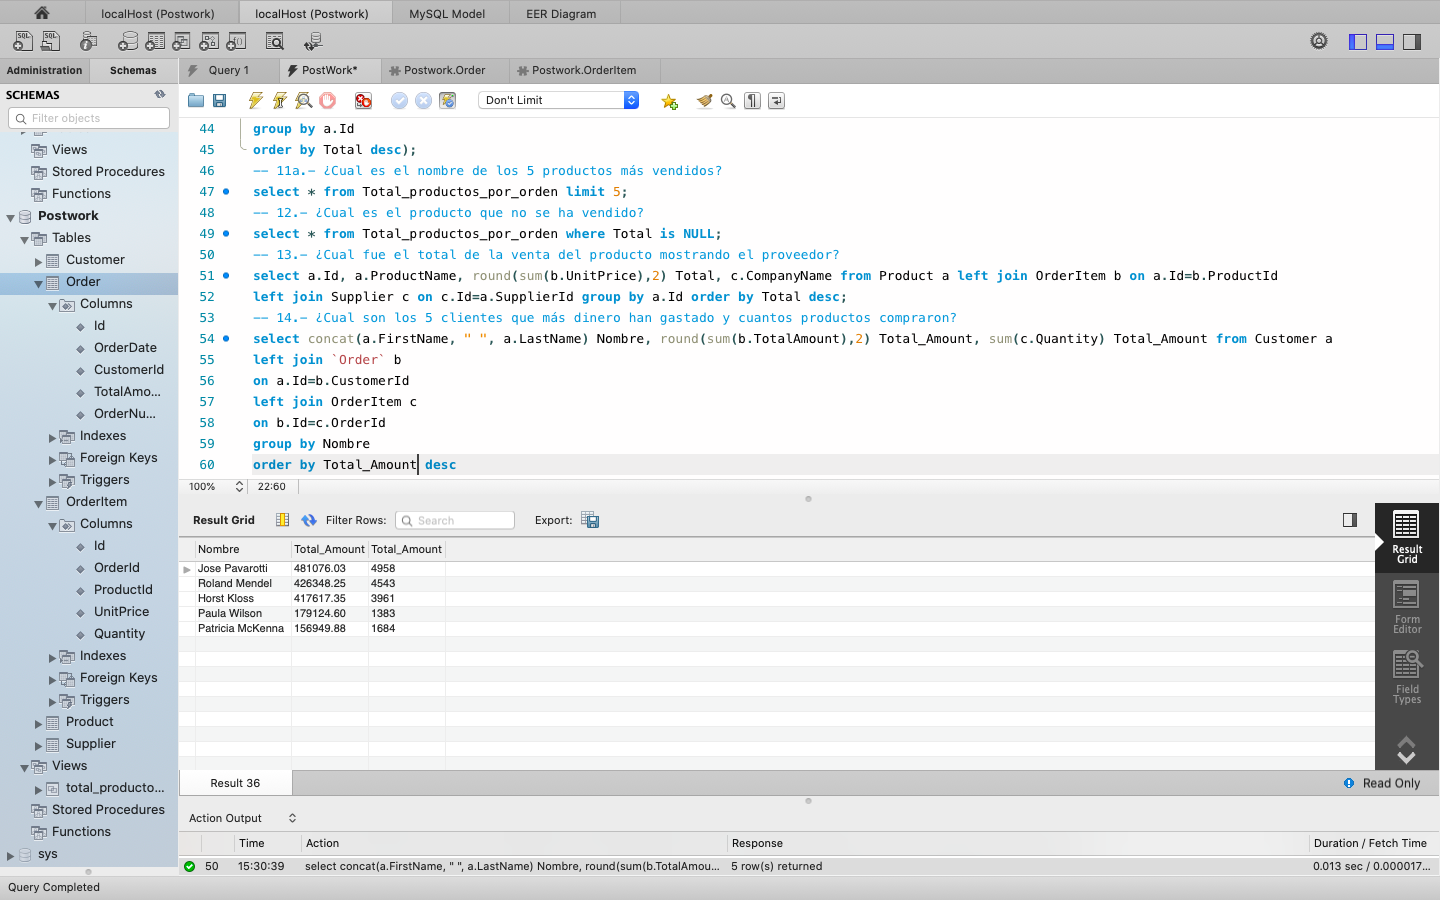 localHost (Postwork)
localHost (Postwork)
MySQL Model
EER Diagram
Administration
Schemas
Query 1
PostWork*
Postwork.Order
Postwork.OrderItem
SCHEMAS
Filter objects
Don't Limit
Views
Stored Procedures
Functions
Postwork
Tables
Customer
Order
Columns
Id
OrderDate
CustomerId
TotalAmo...
OrderNu...
Indexes
Foreign Keys
Triggers
OrderItem
Columns
Id
OrderId
ProductId
UnitPrice
Quantity
Indexes
Foreign Keys
Triggers
Product
Supplier
Views
total_producto...
Stored Procedures
Functions
sys
44 group by a.Id
45 order by Total desc);
46 -- 11a.- ¿Cual es el nombre de los 5 productos más vendidos?
47 select * from Total_productos_por_orden limit 5;
48 -- 12.- ¿Cual es el producto que no se ha vendido?
49 select * from Total_productos_por_orden where Total is NULL;
50 -- 13.- ¿Cual fue el total de la venta del producto mostrando el proveedor?
51 select a.Id, a.ProductName, round(sum(b.UnitPrice),2) Total, c.CompanyName from Product a left join OrderItem b on a.Id=b.ProductId
52 left join Supplier c on c.Id=a.SupplierId group by a.Id order by Total desc;
53 -- 14.- ¿Cual son los 5 clientes que más dinero han gastado y cuantos productos compraron?
54 select concat(a.FirstName, " ", a.LastName) Nombre, round(sum(b.TotalAmount),2) Total_Amount, sum(c.Quantity) Total_Amount from Customer a
55 left join `Order` b
56 on a.Id=b.CustomerId
57 left join OrderItem c
58 on b.Id=c.OrderId
59 group by Nombre
60 order by Total_Amount desc
100% 22:60
Result Grid Filter Rows: Search Export:
Nombre Total_Amount Total_Amount
Jose Pavarotti 481076.03 4958
Roland Mendel 426348.25 4543
Horst Kloss 417617.35 3961
Paula Wilson 179124.60 1383
Patricia McKenna 156949.88 1684
Result
Grid
Form
Editor
Field
Types
Result 36
Read Only
Action Output
Time Action Response Duration / Fetch Time
50 15:30:39 select concat(a.FirstName, " ", a.LastName) Nombre, round(sum(b.TotalAmou... 5 row(s) returned 0.013 sec / 0.000017...
Query Completed